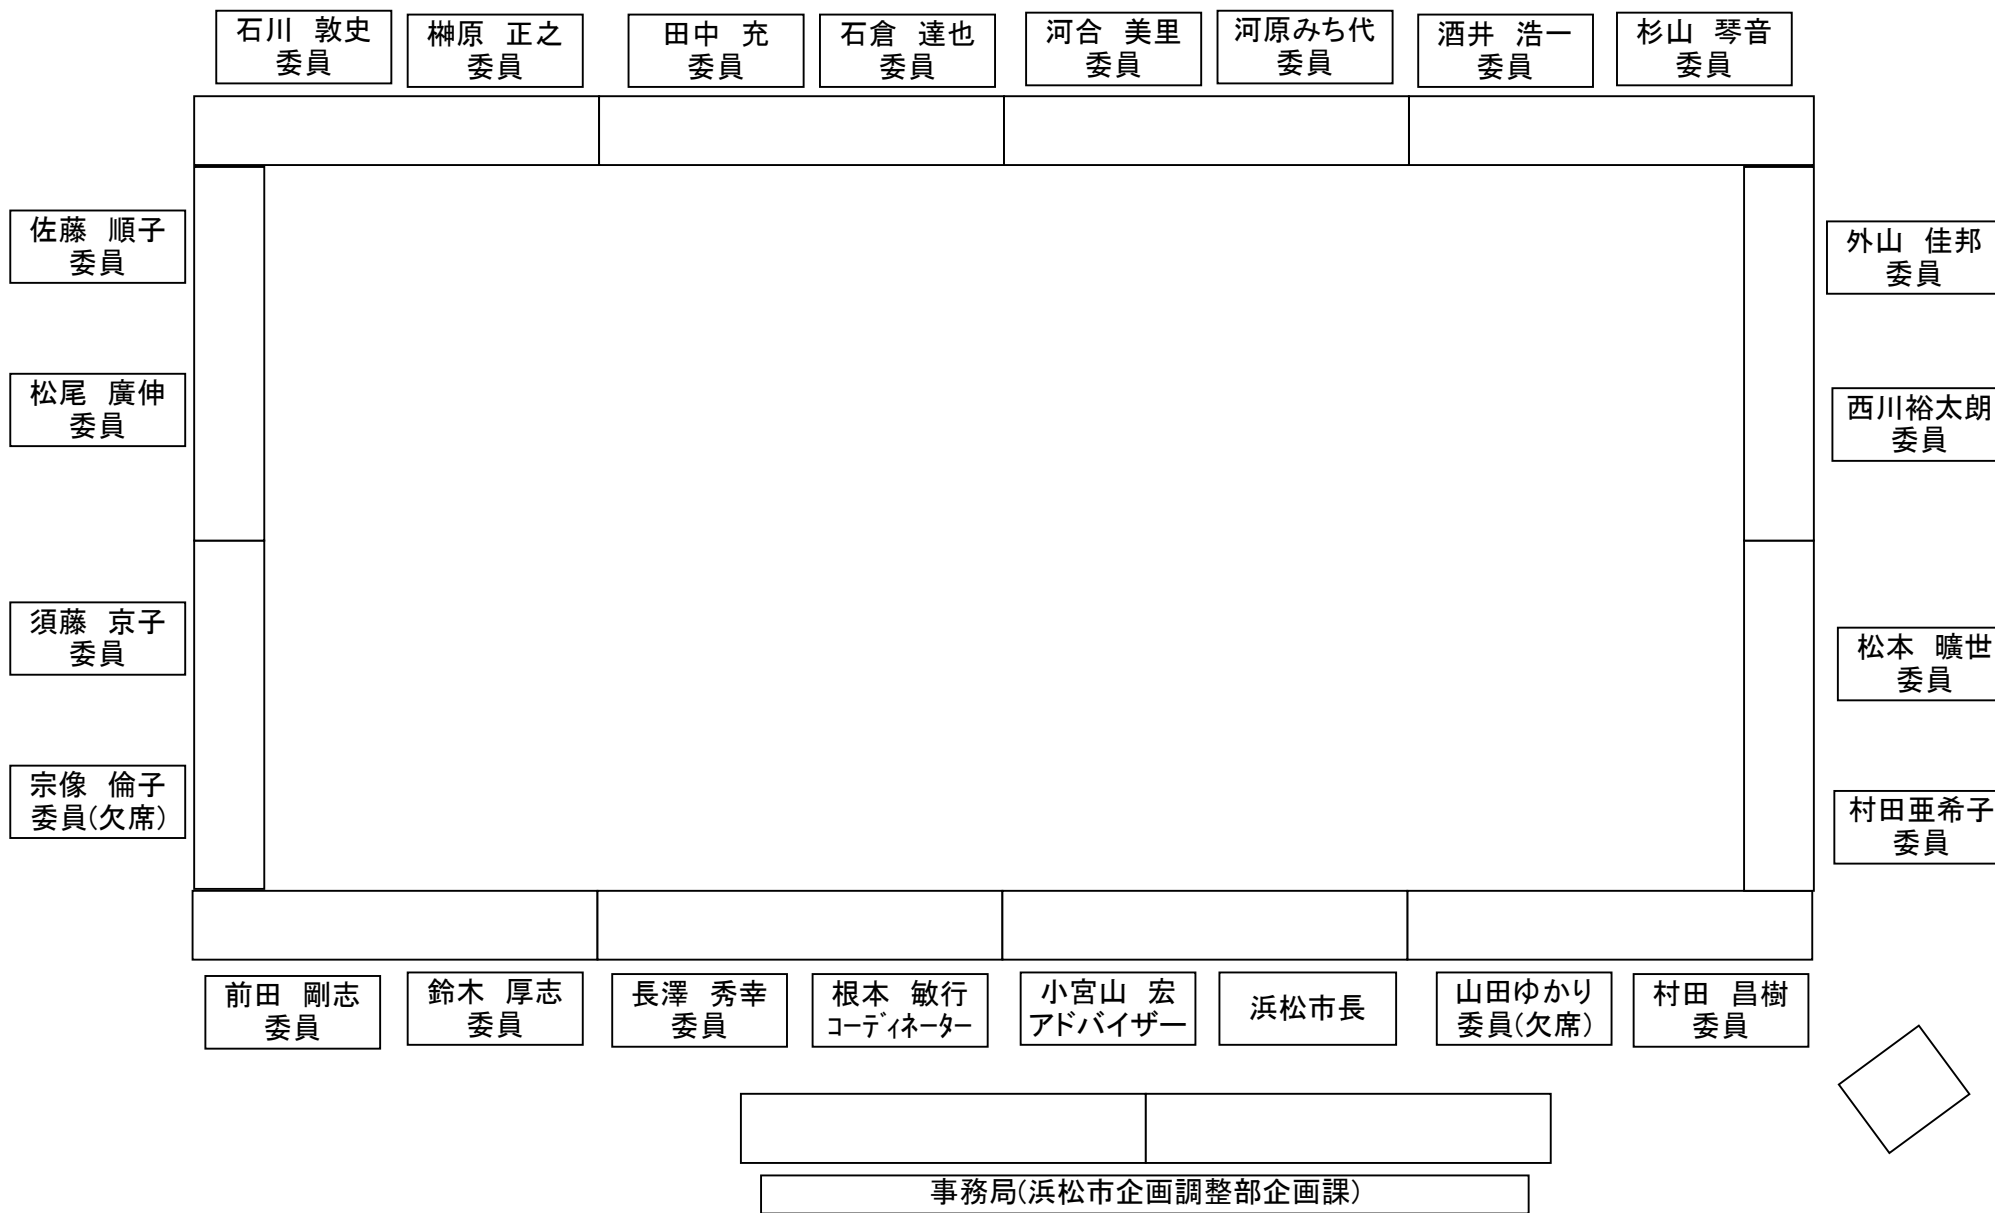 石川 敦史
委員
榊原 正之
委員
田中 充
委員
石倉 達也
委員
河合 美里
委員
河原みち代
委員
酒井 浩一
委員
杉山 琴音
委員
佐藤 順子
委員
外山 佳邦
委員
松尾 廣伸
委員
西川裕太朗
委員
須藤 京子
委員
松本 曠世
委員
宗像 倫子
委員(欠席)
村田亜希子
委員
前田 剛志
委員
鈴木 厚志
委員
長澤 秀幸
委員
根本 敏行
コーディネーター
小宮山 宏
アドバイザー
浜松市長
山田ゆかり
委員(欠席)
村田 昌樹
委員
事務局(浜松市企画調整部企画課)